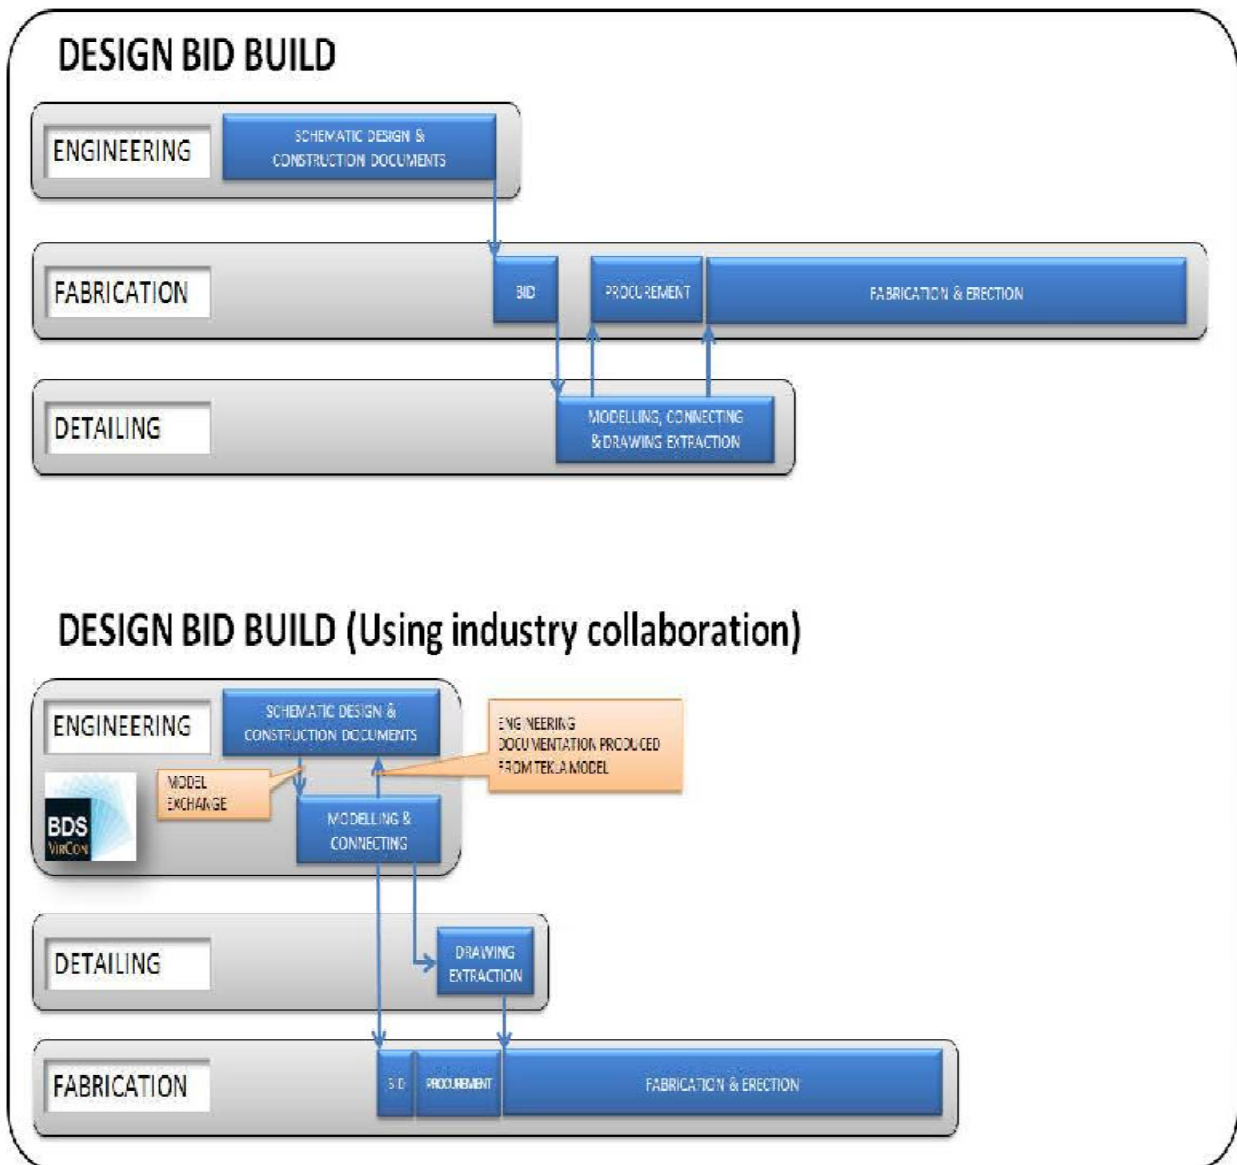 DESIGN BID BUILD
ENGINEERING
SCHEMATIC DESIGN &
CONSTRUCTION DOCUMENTS
FABRICATION
BID
PROCUREMENT
FABRICATION & ERECTION
DETAILING
MODELLING, CONNECTING
& DRAWING EXTRACTION
DESIGN BID BUILD (Using industry collaboration)
ENGINEERING
SCHEMATIC DESIGN &
CONSTRUCTION DOCUMENTS
ENGINEERING
DOCUMENTATION PRODUCED
FROM TEKLA MODEL
MODEL
EXCHANGE
BDS
VIRCON
MODELLING &
CONNECTING
DETAILING
DRAWING
EXTRACTION
FABRICATION
BID
PROCUREMENT
FABRICATION & ERECTION